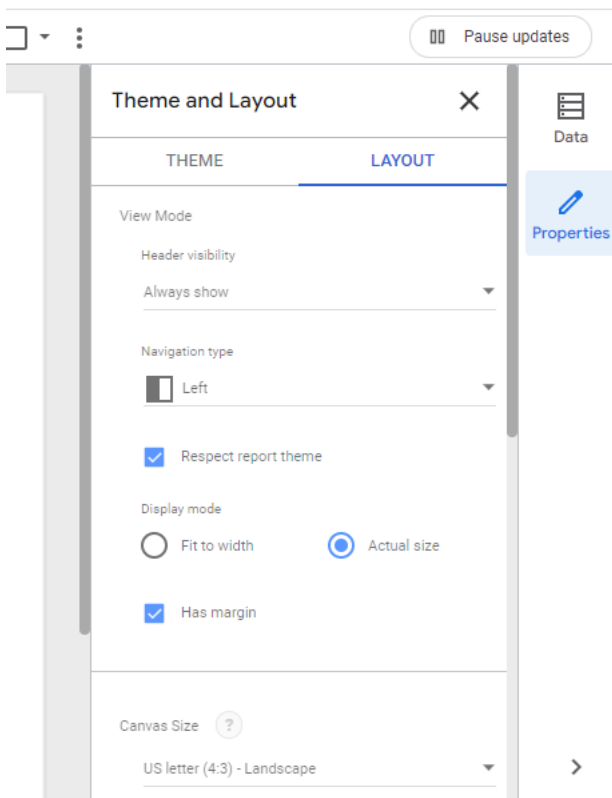 Pause updates
Theme and Layout
Data
THEME LAYOUT
Properties
View Mode
Header visibility
Always show
Navigation type
Left
Respect report theme
Display mode
Fit to width Actual size
Has margin
Canvas Size ?
US letter (4:3) - Landscape